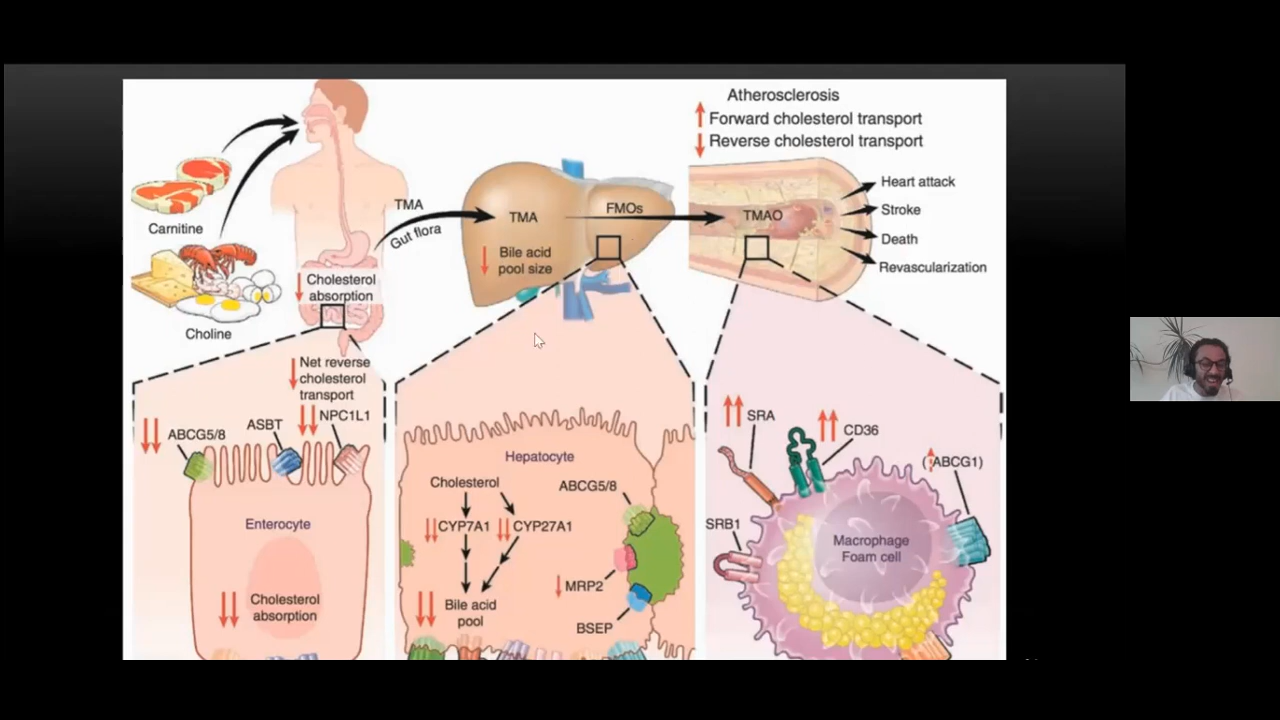 Atherosclerosis
Forward cholesterol transport
Reverse cholesterol transport
Heart attack
Stroke
Death
Revascularization
Carnitine
Choline
TMA
Gut flora
TMA
FMOs
TMAO
Bile acid
pool size
Cholesterol
absorption
Net reverse
cholesterol
transport
ABCG5/8
ASBT
NPC1L1
Enterocyte
Cholesterol
absorption
Hepatocyte
Cholesterol
CYP7A1
CYP27A1
Bile acid
pool
ABCG5/8
MRP2
BSEP
SRA
CD36
(ABCG1)
SRB1
Macrophage
Foam cell